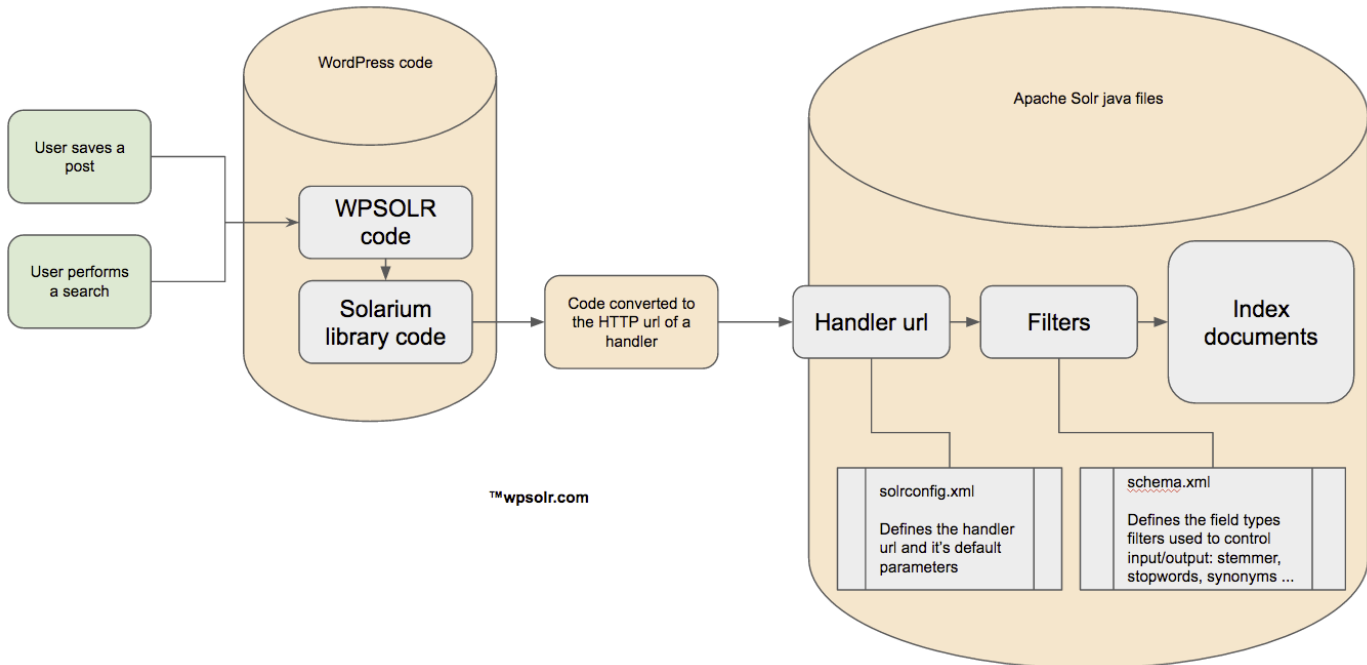 WordPress code
Apache Solr java files
User saves a
post
User performs
a search
WPSOLR
code
Solarium
library code
Code converted to
the HTTP url of a
handler
Handler url
Filters
Index
documents
solrconfig.xml
Defines the handler
url and it's default
parameters
schema.xml
Defines the field types
filters used to control
input/output: stemmer,
stopwords, synonyms ...
™wpsolr.com